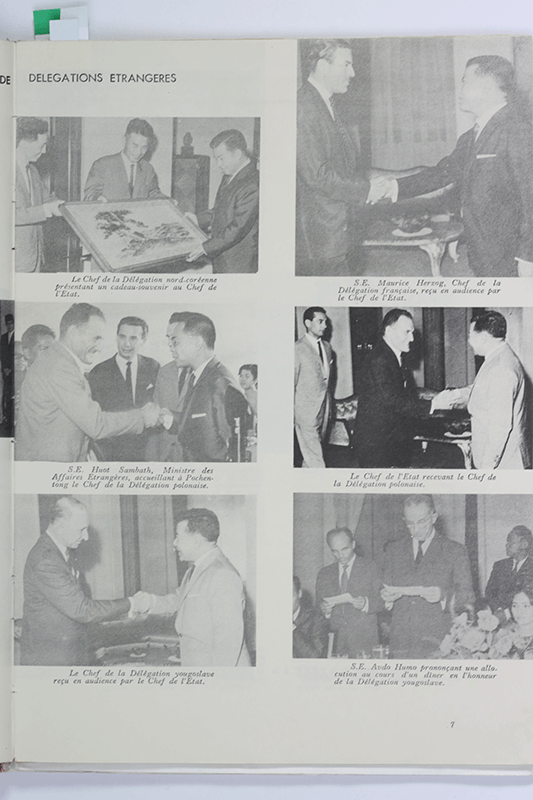 DE
DELEGATIONS ETRANGERES
Le Chef de la Délégation nord-coréenne
présentant un cadeau-souvenir au Chef de
l'Etat.
S.E. Maurice Herzog, Chef de la
Délégation française, reçu en audience par
le Chef de l'Etat.
S.E. Huot Sambath, Ministre des
Affaires Etrangères, accueillant à Pochen-
tong le Chef de la Délégation polonaise.
Le Chef de l'Etat recevant le Chef de
la Délégation polonaise.
Le Chef de la Délégation yougoslave
reçu en audience par le Chef de l'Etat.
S.E. Avdo Humo prononçant une allo-
cution au cours d'un dîner en l'honneur
de la Délégation yougoslave.
7